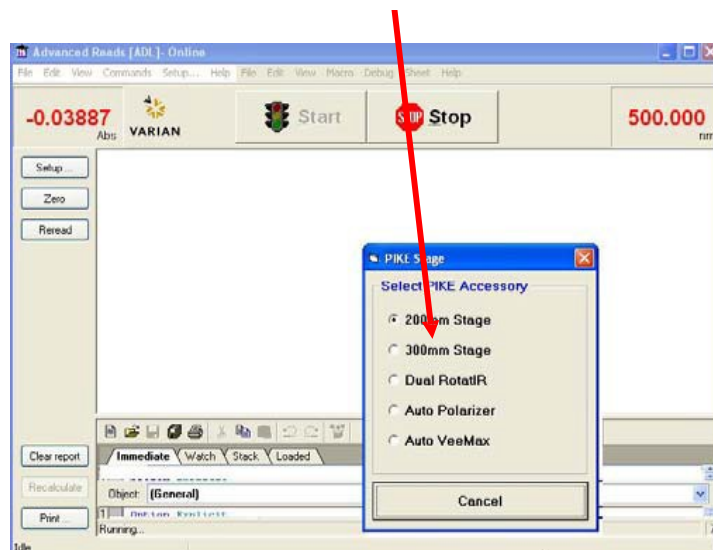 Advanced Reads [ADL]- Online
File Edit View Commands Setup... Help File Edit View Macro Debug Sheet Help
-0.03887
Abs
VARIAN
Start
STOP Stop
500.000
nm
Setup...
Zero
Reread
PIKE Stage
Select PIKE Accessory
200mm Stage
300mm Stage
Dual RotatIR
Auto Polarizer
Auto VeeMax
Cancel
Clear report
Recalculate
Print...
Immediate Watch Stack Loaded
Object: (General)
1 Option Explicit
Running...
Idle